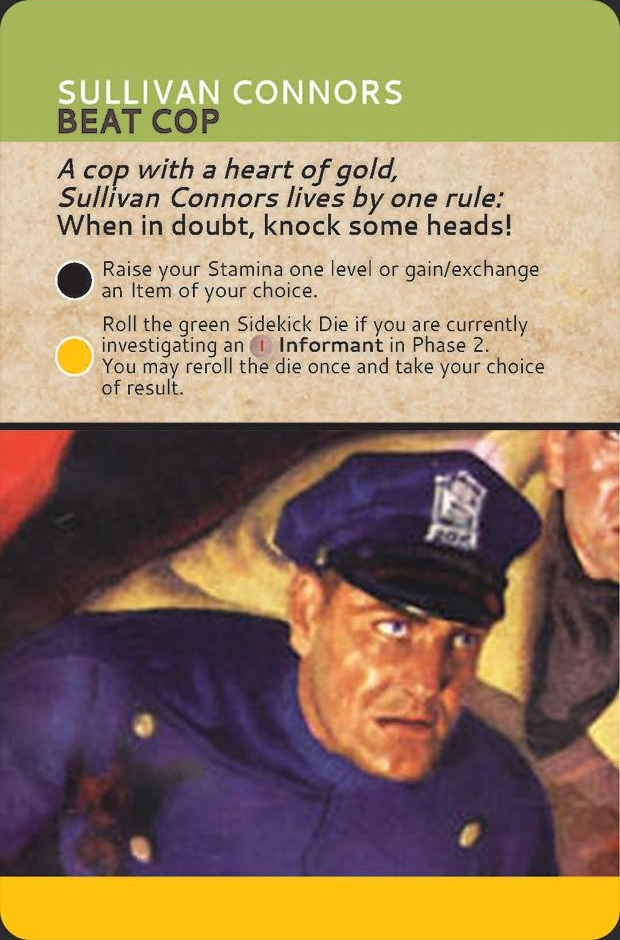 SULLIVAN CONNORS
BEAT COP
A cop with a heart of gold,
Sullivan Connors lives by one rule:
When in doubt, knock some heads!
Raise your Stamina one level or gain/exchange
an Item of your choice.
Roll the green Sidekick Die if you are currently
investigating an I Informant in Phase 2.
You may reroll the die once and take your choice
of result.